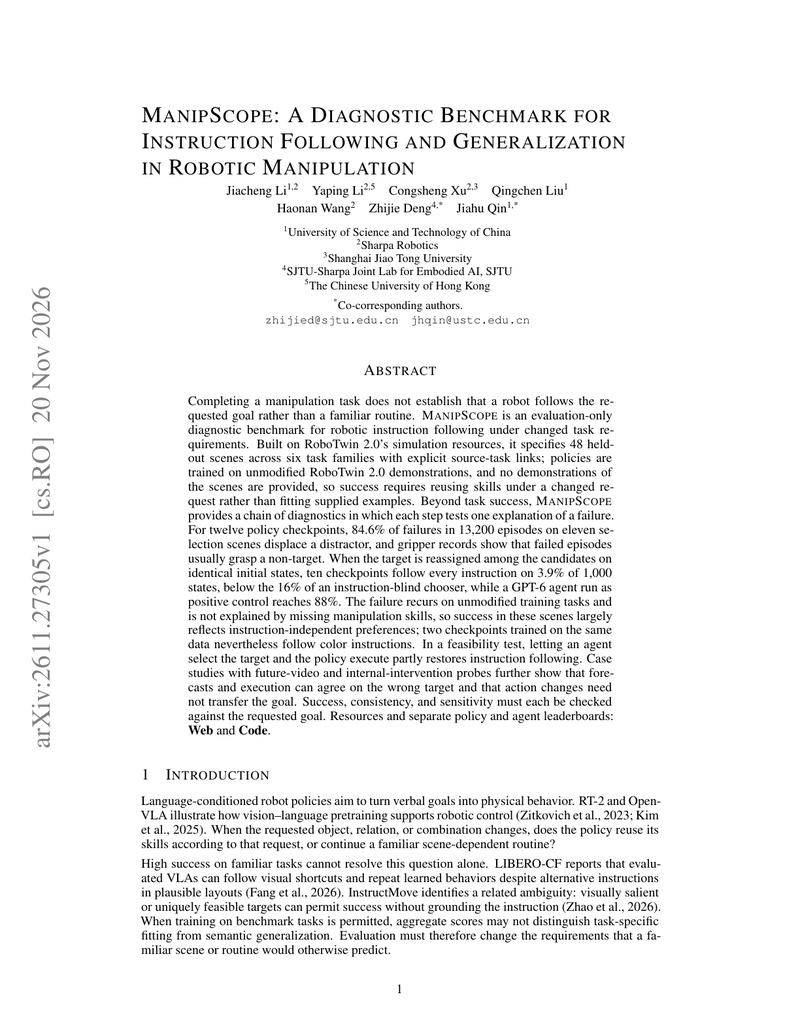 MANIPSCOPE: A DIAGNOSTIC BENCHMARK FOR
INSTRUCTION FOLLOWING AND GENERALIZATION
IN ROBOTIC MANIPULATION
Jiacheng Li1,2 Yaping Li2,5 Congsheng Xu2,3 Qingchen Liu1
Haonan Wang2 Zhijie Deng4,* Jiahu Qin1,*
1University of Science and Technology of China
2Sharpa Robotics
3Shanghai Jiao Tong University
4SJTU-Sharpa Joint Lab for Embodied AI, SJTU
5The Chinese University of Hong Kong
*Co-corresponding authors.
zhijied@sjtu.edu.cn jhqin@ustc.edu.cn
arXiv:2611.27305v1 [cs.RO] 20 Nov 2026
ABSTRACT
Completing a manipulation task does not establish that a robot follows the re-
quested goal rather than a familiar routine. MANIPSCOPE is an evaluation-only
diagnostic benchmark for robotic instruction following under changed task re-
quirements. Built on RoboTwin 2.0's simulation resources, it specifies 48 held-
out scenes across six task families with explicit source-task links; policies are
trained on unmodified RoboTwin 2.0 demonstrations, and no demonstrations of
the scenes are provided, so success requires reusing skills under a changed re-
quest rather than fitting supplied examples. Beyond task success, MANIPSCOPE
provides a chain of diagnostics in which each step tests one explanation of a failure.
For twelve policy checkpoints, 84.6% of failures in 13,200 episodes on eleven se-
lection scenes displace a distractor, and gripper records show that failed episodes
usually grasp a non-target. When the target is reassigned among the candidates on
identical initial states, ten checkpoints follow every instruction on 3.9% of 1,000
states, below the 16% of an instruction-blind chooser, while a GPT-6 agent run as
positive control reaches 88%. The failure recurs on unmodified training tasks and
is not explained by missing manipulation skills, so success in these scenes largely
reflects instruction-independent preferences; two checkpoints trained on the same
data nevertheless follow color instructions. In a feasibility test, letting an agent
select the target and the policy execute partly restores instruction following. Case
studies with future-video and internal-intervention probes further show that fore-
casts and execution can agree on the wrong target and that action changes need
not transfer the goal. Success, consistency, and sensitivity must each be checked
against the requested goal. Resources and separate policy and agent leaderboards:
Web and Code.
1 INTRODUCTION
Language-conditioned robot policies aim to turn verbal goals into physical behavior. RT-2 and Open-
VLA illustrate how vision–language pretraining supports robotic control (Zitkovich et al., 2023; Kim
et al., 2025). When the requested object, relation, or combination changes, does the policy reuse its
skills according to that request, or continue a familiar scene-dependent routine?
High success on familiar tasks cannot resolve this question alone. LIBERO-CF reports that evalu-
ated VLAs can follow visual shortcuts and repeat learned behaviors despite alternative instructions
in plausible layouts (Fang et al., 2026). InstructMove identifies a related ambiguity: visually salient
or uniquely feasible targets can permit success without grounding the instruction (Zhao et al., 2026).
When training on benchmark tasks is permitted, aggregate scores may not distinguish task-specific
fitting from semantic generalization. Evaluation must therefore change the requirements that a fa-
miliar scene or routine would otherwise predict.
1